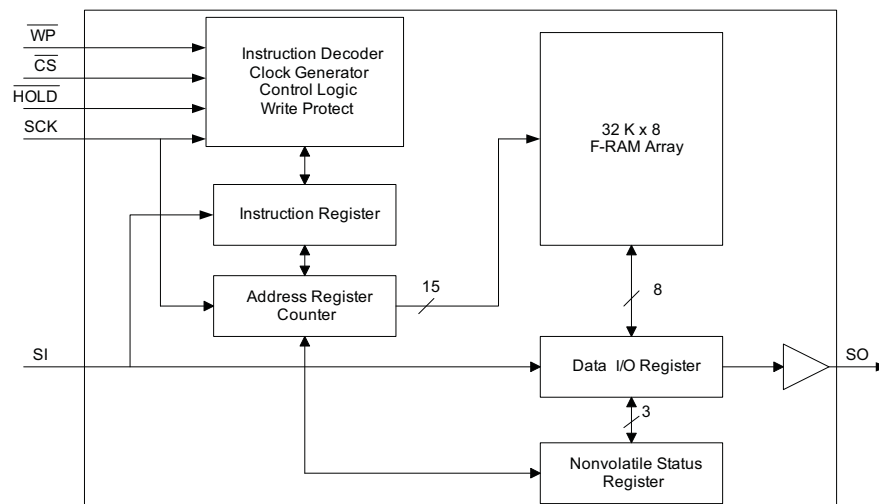 WP
CS
HOLD
SCK
Instruction Decoder
Clock Generator
Control Logic
Write Protect
32 K x 8
F-RAM Array
Instruction Register
Address Register
Counter
15
8
SI
Data I/O Register
SO
3
Nonvolatile Status
Register